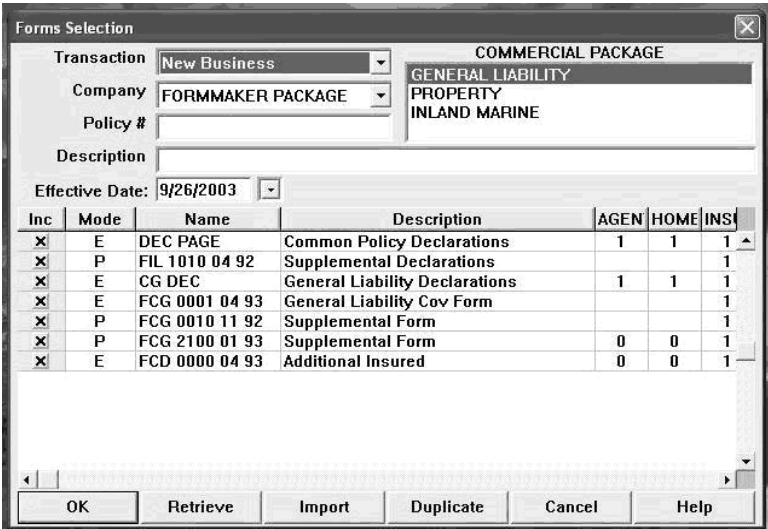 Forms Selection
Transaction New Business
COMMERCIAL PACKAGE
GENERAL LIABILITY
PROPERTY
INLAND MARINE
Company FORMMAKER PACKAGE
Policy #
Description
Effective Date: 9/26/2003
Inc Mode Name Description AGEN HOME INSU
X E DEC PAGE Common Policy Declarations 1 1 1
X P FIL 1010 04 92 Supplemental Declarations 1
X E CG DEC General Liability Declarations 1 1 1
X E FCG 0001 04 93 General Liability Cov Form 1
X P FCG 0010 11 92 Supplemental Form 1
X P FCG 2100 01 93 Supplemental Form 0 0 1
X E FCD 0000 04 93 Additional Insured 0 0 1
OK Retrieve Import Duplicate Cancel Help